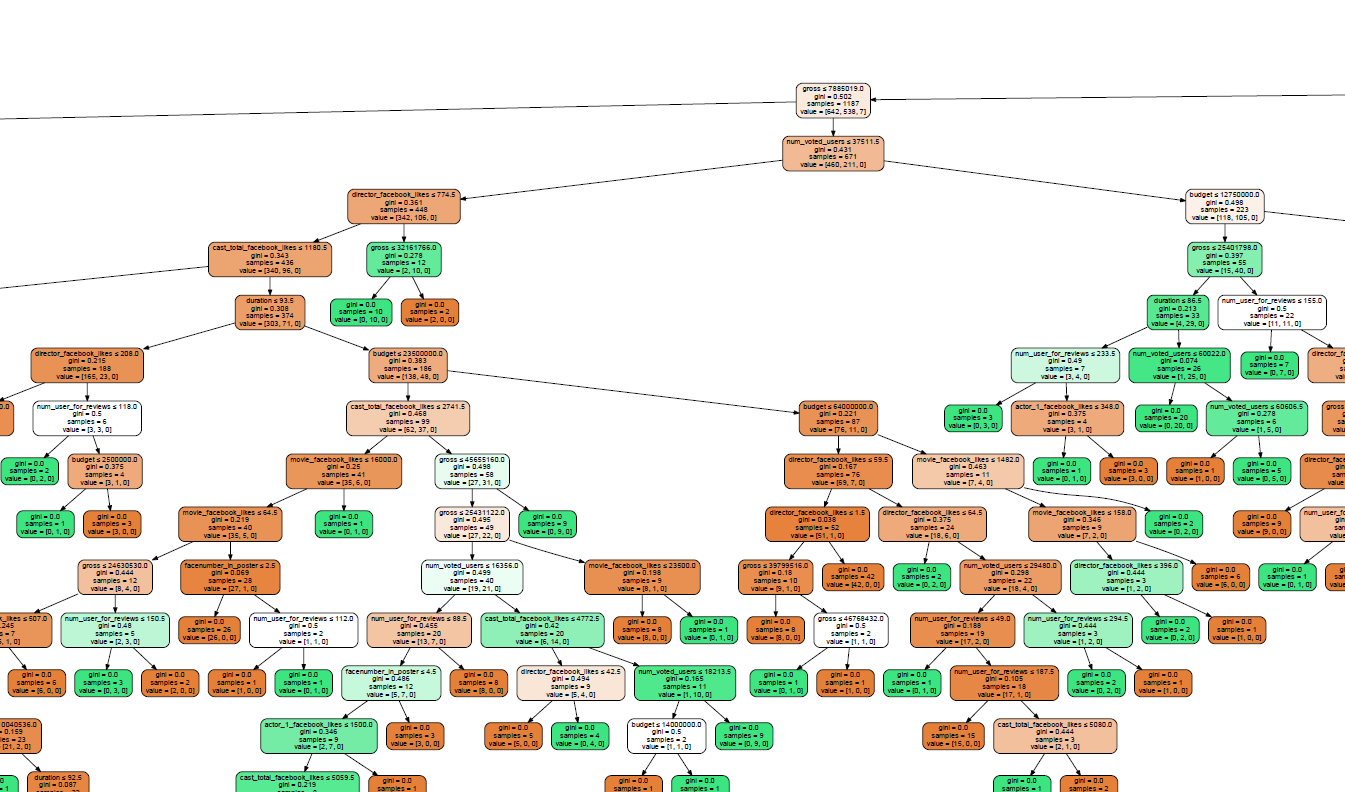 gross ≤ 7885019.0
gini = 0.502
samples = 1187
value = [642, 538, 7]
num_voted_users ≤ 37511.5
gini = 0.431
samples = 671
value = [460, 211, 0]
director_facebook_likes ≤ 774.5
gini = 0.361
samples = 448
value = [342, 106, 0]
budget ≤ 12750000.0
gini = 0.498
samples = 223
value = [118, 105, 0]
cast_total_facebook_likes ≤ 1180.5
gini = 0.343
samples = 436
value = [340, 96, 0]
gross ≤ 32161766.0
gini = 0.278
samples = 12
value = [2, 10, 0]
gross ≤ 25401798.0
gini = 0.397
samples = 55
value = [15, 40, 0]
duration ≤ 93.5
gini = 0.308
samples = 374
value = [303, 71, 0]
gini = 0.0
samples = 10
value = [0, 10, 0]
gini = 0.0
samples = 2
value = [2, 0, 0]
duration ≤ 86.5
gini = 0.213
samples = 33
value = [4, 29, 0]
num_user_for_reviews ≤ 155.0
gini = 0.5
samples = 22
value = [11, 11, 0]
director_facebook_likes ≤ 208.0
gini = 0.215
samples = 188
value = [165, 23, 0]
budget ≤ 23500000.0
gini = 0.383
samples = 186
value = [138, 48, 0]
num_user_for_reviews ≤ 233.5
gini = 0.49
samples = 7
value = [3, 4, 0]
num_voted_users ≤ 60022.0
gini = 0.074
samples = 26
value = [1, 25, 0]
gini = 0.0
samples = 7
value = [0, 7, 0]
num_user_for_reviews ≤ 118.0
gini = 0.5
samples = 6
value = [3, 3, 0]
cast_total_facebook_likes ≤ 2741.5
gini = 0.468
samples = 99
value = [62, 37, 0]
budget ≤ 64000000.0
gini = 0.221
samples = 87
value = [76, 11, 0]
gini = 0.0
samples = 3
value = [0, 3, 0]
actor_1_facebook_likes ≤ 348.0
gini = 0.375
samples = 4
value = [3, 1, 0]
gini = 0.0
samples = 20
value = [0, 20, 0]
num_voted_users ≤ 60606.5
gini = 0.278
samples = 6
value = [1, 5, 0]
gini = 0.0
samples = 2
value = [0, 2, 0]
budget ≤ 2500000.0
gini = 0.375
samples = 4
value = [3, 1, 0]
movie_facebook_likes ≤ 16000.0
gini = 0.25
samples = 41
value = [35, 6, 0]
gross ≤ 45655160.0
gini = 0.498
samples = 58
value = [27, 31, 0]
director_facebook_likes ≤ 59.5
gini = 0.167
samples = 76
value = [69, 7, 0]
movie_facebook_likes ≤ 1482.0
gini = 0.463
samples = 11
value = [7, 4, 0]
gini = 0.0
samples = 1
value = [0, 1, 0]
gini = 0.0
samples = 3
value = [3, 0, 0]
gini = 0.0
samples = 1
value = [1, 0, 0]
gini = 0.0
samples = 5
value = [0, 5, 0]
gini = 0.0
samples = 1
value = [0, 1, 0]
gini = 0.0
samples = 3
value = [3, 0, 0]
movie_facebook_likes ≤ 64.5
gini = 0.219
samples = 40
value = [35, 5, 0]
gini = 0.0
samples = 1
value = [0, 1, 0]
gross ≤ 25431122.0
gini = 0.495
samples = 49
value = [27, 22, 0]
gini = 0.0
samples = 9
value = [0, 9, 0]
director_facebook_likes ≤ 1.5
gini = 0.038
samples = 52
value = [51, 1, 0]
director_facebook_likes ≤ 64.5
gini = 0.375
samples = 24
value = [18, 6, 0]
movie_facebook_likes ≤ 158.0
gini = 0.346
samples = 9
value = [7, 2, 0]
gini = 0.0
samples = 2
value = [0, 2, 0]
gini = 0.0
samples = 9
value = [9, 0, 0]
gross ≤ 24630530.0
gini = 0.444
samples = 12
value = [8, 4, 0]
facenumber_in_poster ≤ 2.5
gini = 0.069
samples = 28
value = [27, 1, 0]
num_voted_users ≤ 16356.0
gini = 0.499
samples = 40
value = [19, 21, 0]
movie_facebook_likes ≤ 23500.0
gini = 0.198
samples = 9
value = [8, 1, 0]
gross ≤ 39799516.0
gini = 0.18
samples = 10
value = [9, 1, 0]
gini = 0.0
samples = 42
value = [42, 0, 0]
gini = 0.0
samples = 2
value = [0, 2, 0]
num_voted_users ≤ 29480.0
gini = 0.298
samples = 22
value = [18, 4, 0]
director_facebook_likes ≤ 396.0
gini = 0.444
samples = 3
value = [1, 2, 0]
gini = 0.0
samples = 6
value = [6, 0, 0]
gini = 0.0
samples = 1
value = [0, 1, 0]
num_user_for_reviews ≤ 150.5
gini = 0.48
samples = 5
value = [2, 3, 0]
gini = 0.0
samples = 26
value = [26, 0, 0]
num_user_for_reviews ≤ 112.0
gini = 0.5
samples = 2
value = [1, 1, 0]
num_user_for_reviews ≤ 88.5
gini = 0.455
samples = 20
value = [13, 7, 0]
cast_total_facebook_likes ≤ 4772.5
gini = 0.42
samples = 20
value = [6, 14, 0]
gini = 0.0
samples = 8
value = [8, 0, 0]
gini = 0.0
samples = 1
value = [0, 1, 0]
gini = 0.0
samples = 8
value = [8, 0, 0]
gross ≤ 46768432.0
gini = 0.5
samples = 2
value = [1, 1, 0]
num_user_for_reviews ≤ 49.0
gini = 0.188
samples = 19
value = [17, 2, 0]
num_user_for_reviews ≤ 294.5
gini = 0.444
samples = 3
value = [1, 2, 0]
gini = 0.0
samples = 2
value = [0, 2, 0]
gini = 0.0
samples = 1
value = [1, 0, 0]
gini = 0.0
samples = 6
value = [6, 0, 0]
gini = 0.0
samples = 3
value = [0, 3, 0]
gini = 0.0
samples = 2
value = [2, 0, 0]
gini = 0.0
samples = 1
value = [1, 0, 0]
gini = 0.0
samples = 1
value = [0, 1, 0]
facenumber_in_poster ≤ 4.5
gini = 0.486
samples = 12
value = [5, 7, 0]
gini = 0.0
samples = 8
value = [8, 0, 0]
director_facebook_likes ≤ 42.5
gini = 0.494
samples = 9
value = [5, 4, 0]
num_voted_users ≤ 18213.5
gini = 0.165
samples = 11
value = [1, 10, 0]
gini = 0.0
samples = 1
value = [0, 1, 0]
gini = 0.0
samples = 1
value = [1, 0, 0]
gini = 0.0
samples = 1
value = [0, 1, 0]
num_user_for_reviews ≤ 187.5
gini = 0.105
samples = 18
value = [17, 1, 0]
gini = 0.0
samples = 2
value = [0, 2, 0]
gini = 0.0
samples = 1
value = [1, 0, 0]
actor_1_facebook_likes ≤ 1500.0
gini = 0.346
samples = 9
value = [2, 7, 0]
gini = 0.0
samples = 3
value = [3, 0, 0]
gini = 0.0
samples = 5
value = [5, 0, 0]
gini = 0.0
samples = 4
value = [0, 4, 0]
budget ≤ 14000000.0
gini = 0.5
samples = 2
value = [1, 1, 0]
gini = 0.0
samples = 9
value = [0, 9, 0]
gini = 0.0
samples = 15
value = [15, 0, 0]
cast_total_facebook_likes ≤ 5080.0
gini = 0.444
samples = 3
value = [2, 1, 0]
duration ≤ 92.5
gini = 0.087
cast_total_facebook_likes ≤ 5059.5
gini = 0.219
gini = 0.0
samples = 1
gini = 0.0
samples = 1
gini = 0.0
samples = 1
gini = 0.0
samples = 1
gini = 0.0
samples = 2